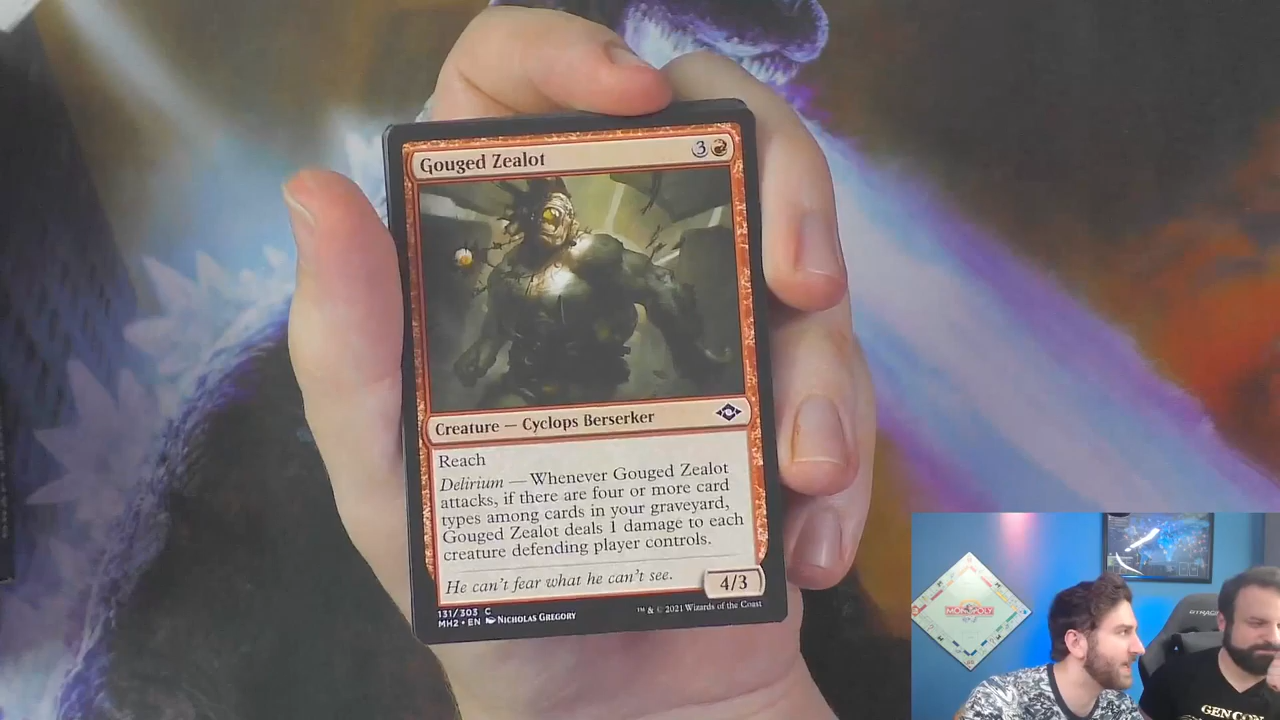 Gouged Zealot
3
Creature — Cyclops Berserker
Reach
Delirium — Whenever Gouged Zealot
attacks, if there are four or more card
types among cards in your graveyard,
Gouged Zealot deals 1 damage to each
creature defending player controls.
He can't fear what he can't see.
4/3
131/303 C
MH2 • EN NICHOLAS GREGORY
™ & © 2021 Wizards of the Coast
MONOPOLY
GTRACING
GEN CON